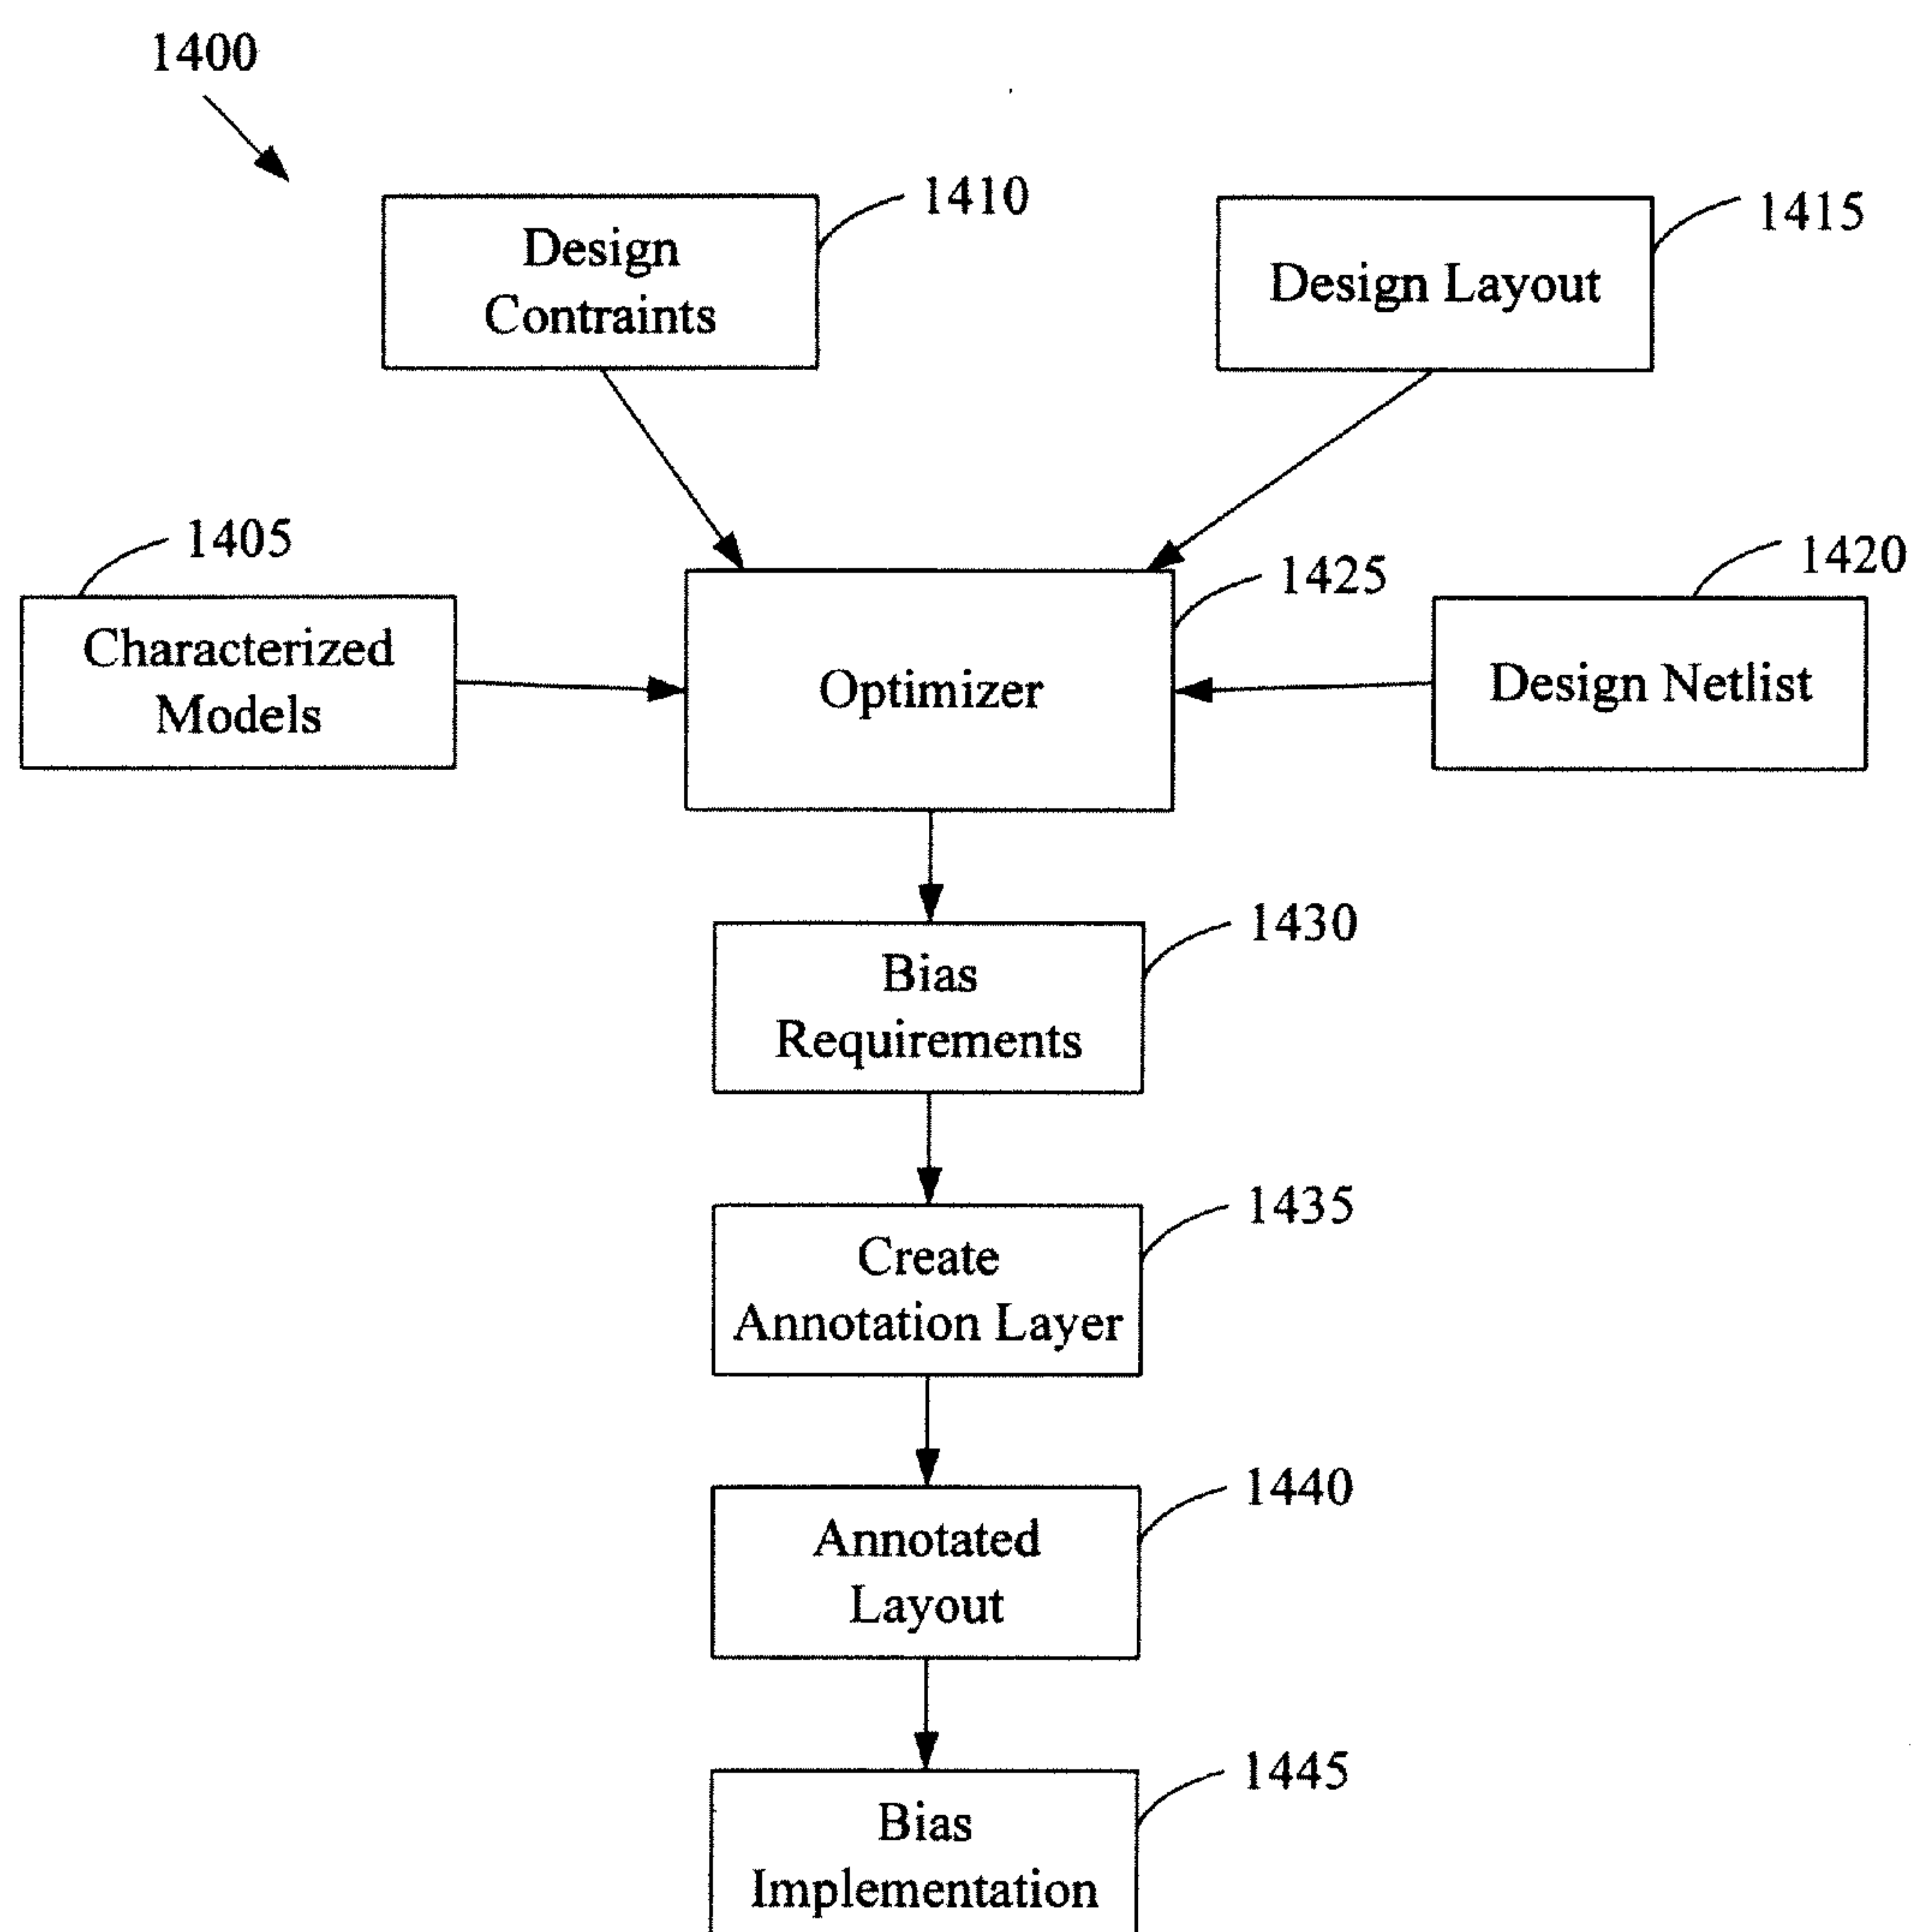 1400
1410
1415
Design
Contraints
Design Layout
1405
1425
1420
Characterized
Models
Optimizer
Design Netlist
1430
Bias
Requirements
1435
Create
Annotation Layer
1440
Annotated
Layout
1445
Bias
Implementation